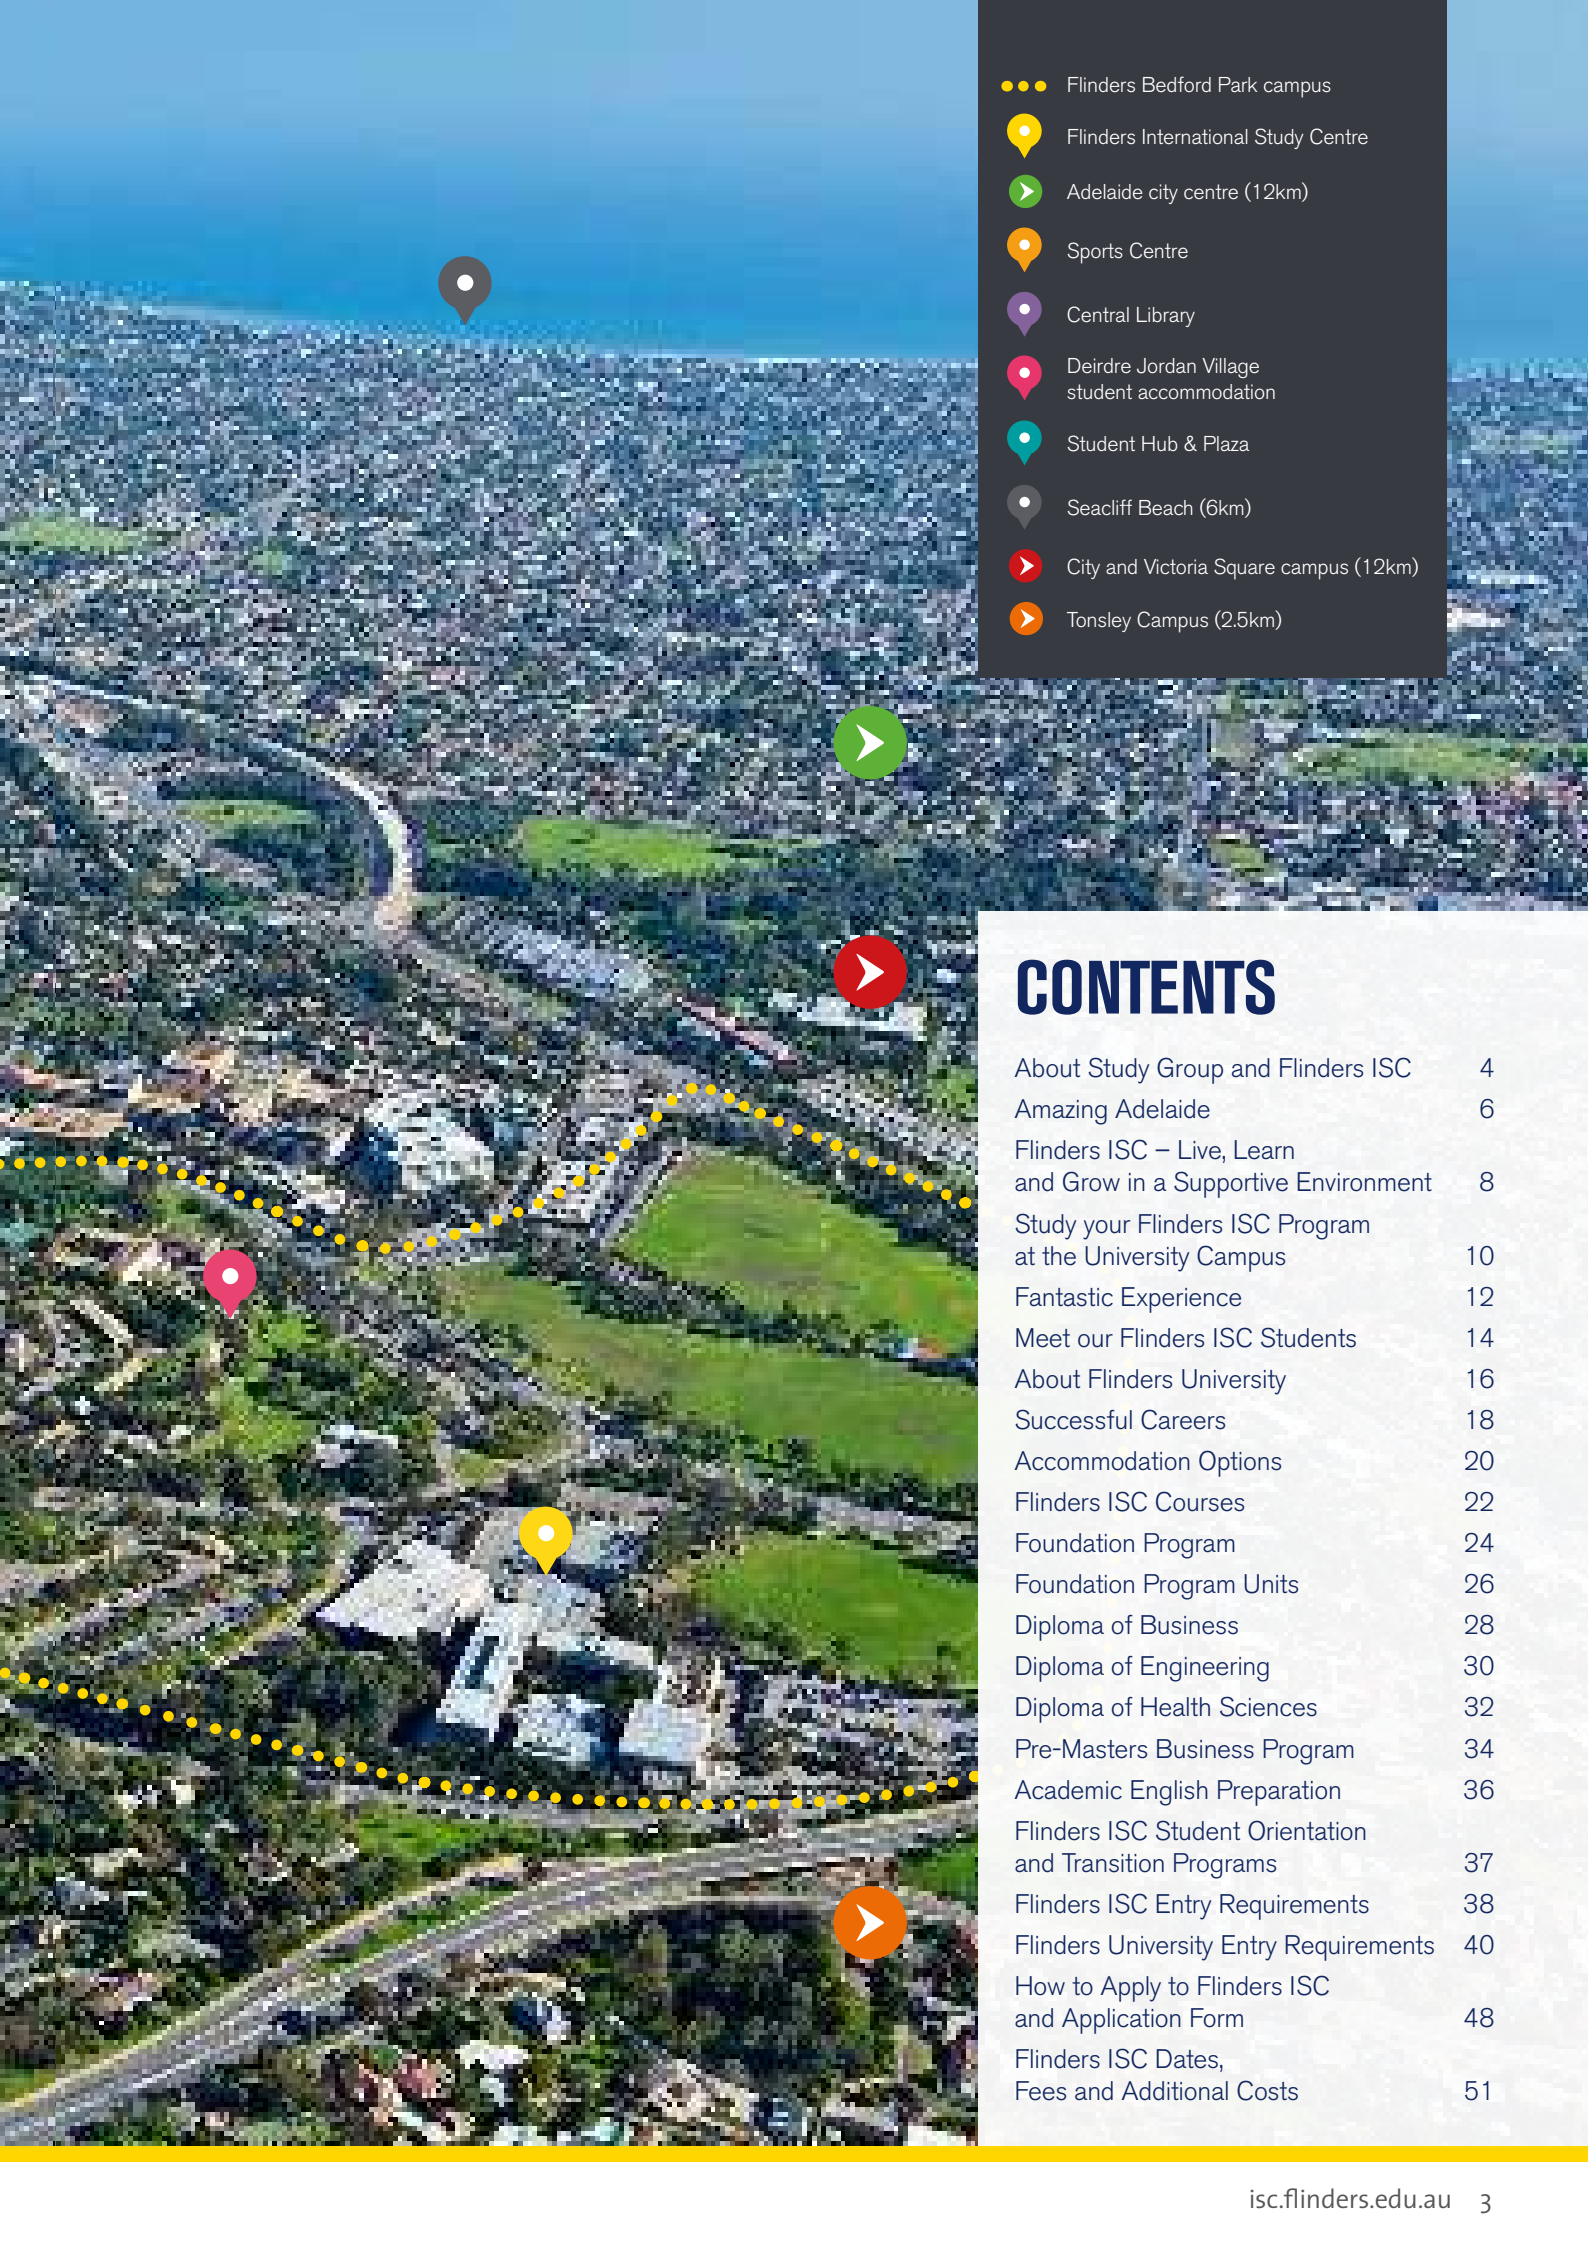 Flinders Bedford Park campus
Flinders International Study Centre
Adelaide city centre (12km)
Sports Centre
Central Library
Deirdre Jordan Village
student accommodation
Student Hub & Plaza
Seacliff Beach (6km)
City and Victoria Square campus (12km)
Tonsley Campus (2.5km)
CONTENTS
About Study Group and Flinders ISC 4
Amazing Adelaide 6
Flinders ISC – Live, Learn
and Grow in a Supportive Environment 8
Study your Flinders ISC Program
at the University Campus 10
Fantastic Experience 12
Meet our Flinders ISC Students 14
About Flinders University 16
Successful Careers 18
Accommodation Options 20
Flinders ISC Courses 22
Foundation Program 24
Foundation Program Units 26
Diploma of Business 28
Diploma of Engineering 30
Diploma of Health Sciences 32
Pre-Masters Business Program 34
Academic English Preparation 36
Flinders ISC Student Orientation
and Transition Programs 37
Flinders ISC Entry Requirements 38
Flinders University Entry Requirements 40
How to Apply to Flinders ISC
and Application Form 48
Flinders ISC Dates,
Fees and Additional Costs 51
isc.flinders.edu.au 3